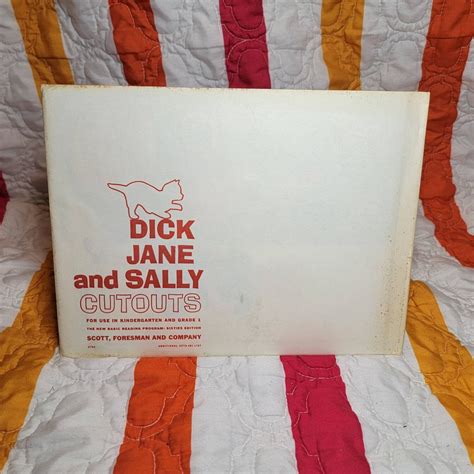 DICK
JANE
and SALLY
CUTOUTS
FOR USE IN KINDERGARTEN AND GRADE 1
THE NEW BASIC READING PROGRAM: SIXTIES EDITION
SCOTT, FORESMAN AND COMPANY